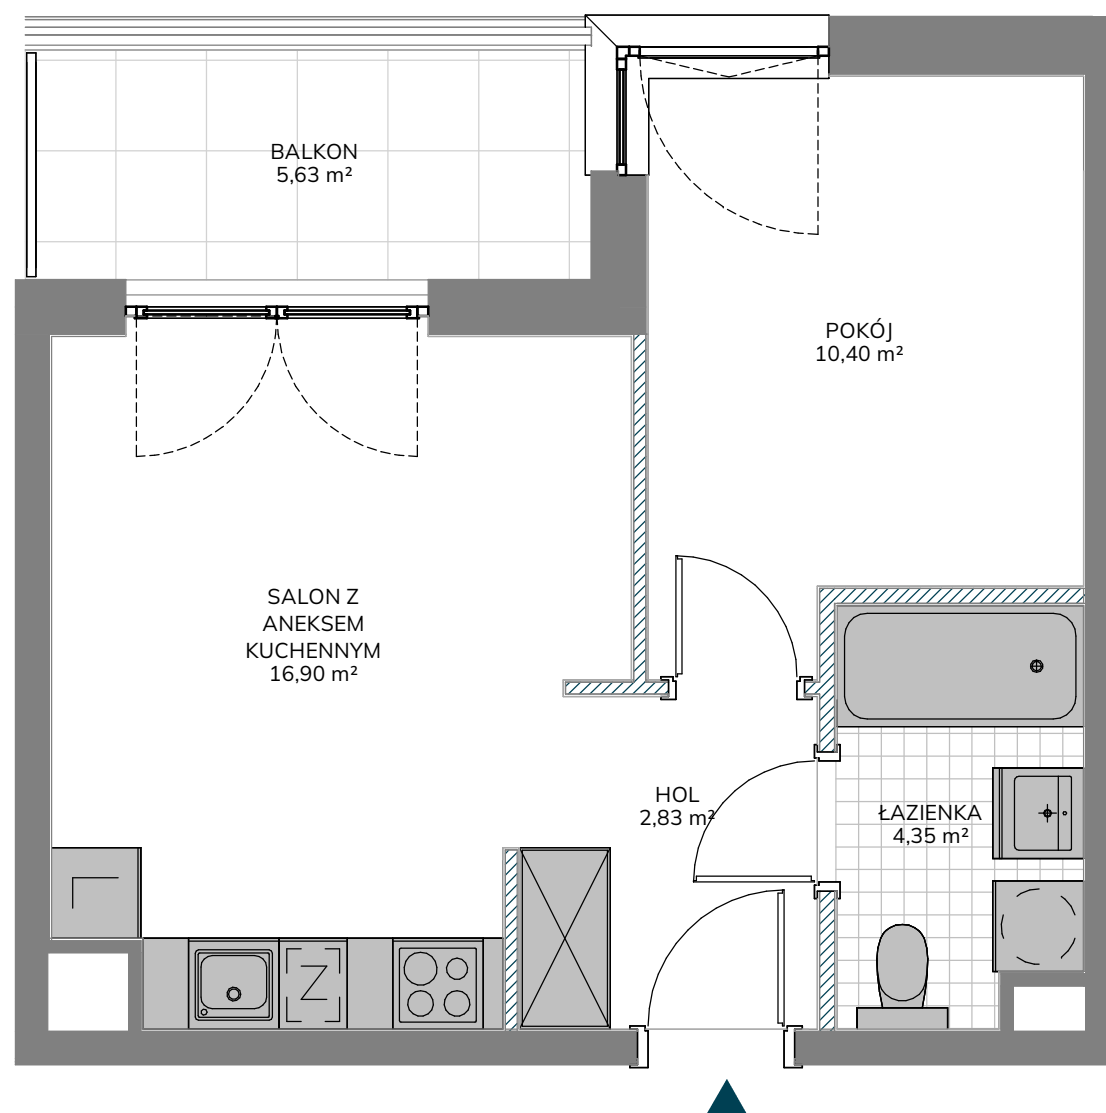 BALKON
5,63 m²
POKÓJ
10,40 m²
SALON Z
ANEKSEM
KUCHENNYM
16,90 m²
HOL
2,83 m²
ŁAZIENKA
4,35 m²
Z